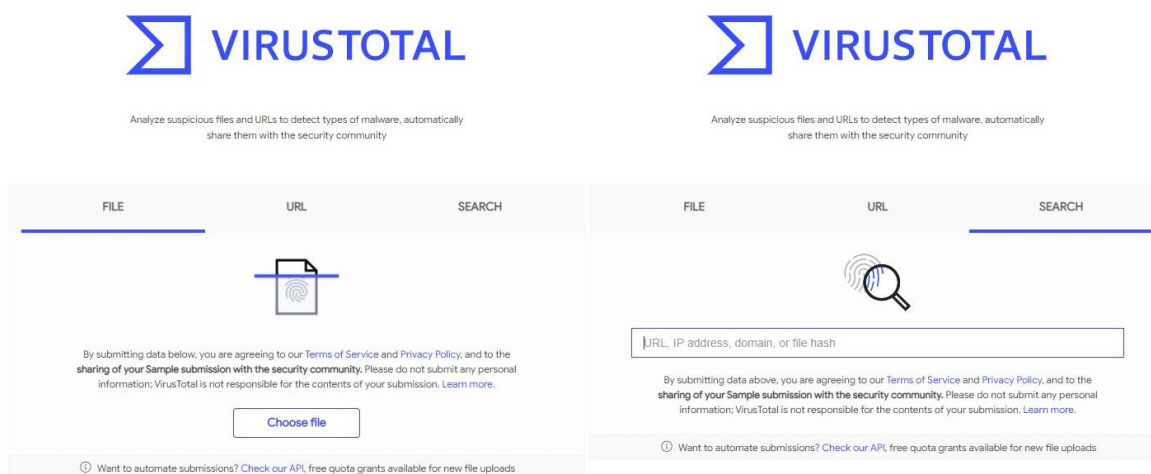 VIRUSTOTAL
Analyze suspicious files and URLs to detect types of malware, automatically
share them with the security community
FILE URL SEARCH
By submitting data below, you are agreeing to our Terms of Service and Privacy Policy, and to the
sharing of your Sample submission with the security community. Please do not submit any personal
information; VirusTotal is not responsible for the contents of your submission. Learn more.
Choose file
Want to automate submissions? Check our API, free quota grants available for new file uploads
VIRUSTOTAL
Analyze suspicious files and URLs to detect types of malware, automatically
share them with the security community
FILE URL SEARCH
URL, IP address, domain, or file hash
By submitting data above, you are agreeing to our Terms of Service and Privacy Policy, and to the
sharing of your Sample submission with the security community. Please do not submit any personal
information; VirusTotal is not responsible for the contents of your submission. Learn more.
Want to automate submissions? Check our API, free quota grants available for new file uploads